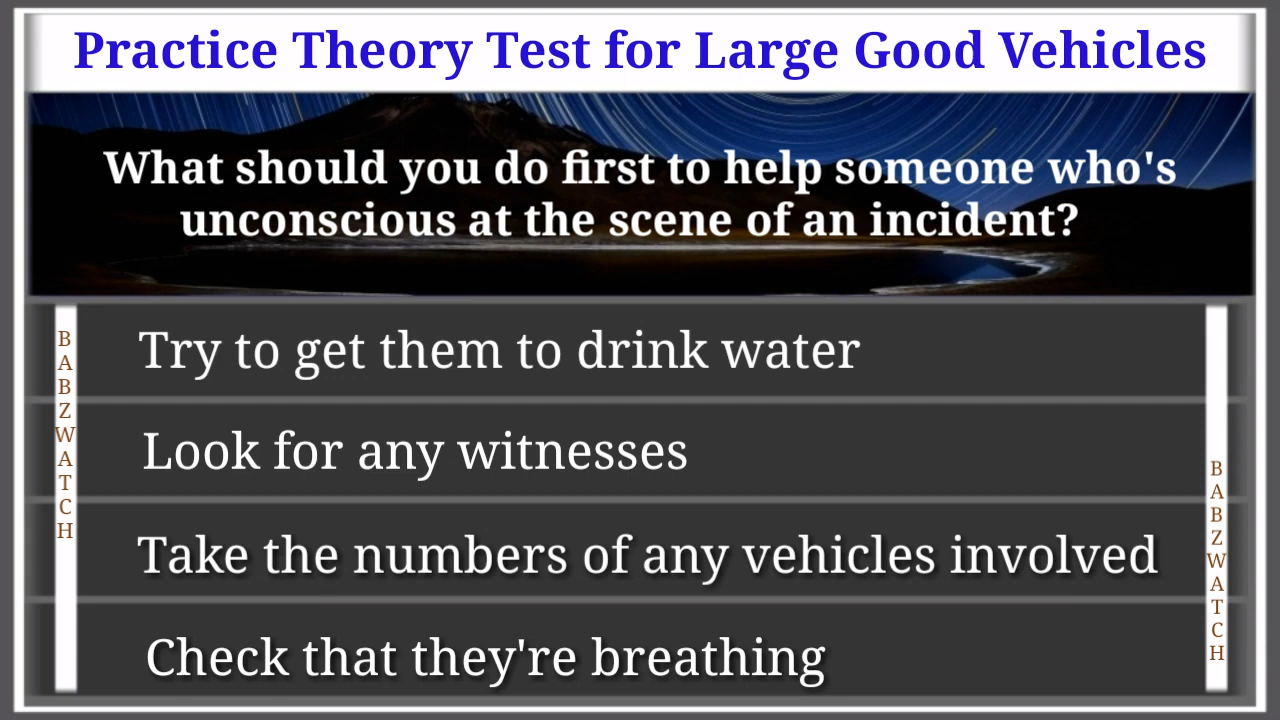 Practice Theory Test for Large Good Vehicles
What should you do first to help someone who's
unconscious at the scene of an incident?
Try to get them to drink water
Look for any witnesses
Take the numbers of any vehicles involved
Check that they're breathing
BABZWATCH
BABZWATCH